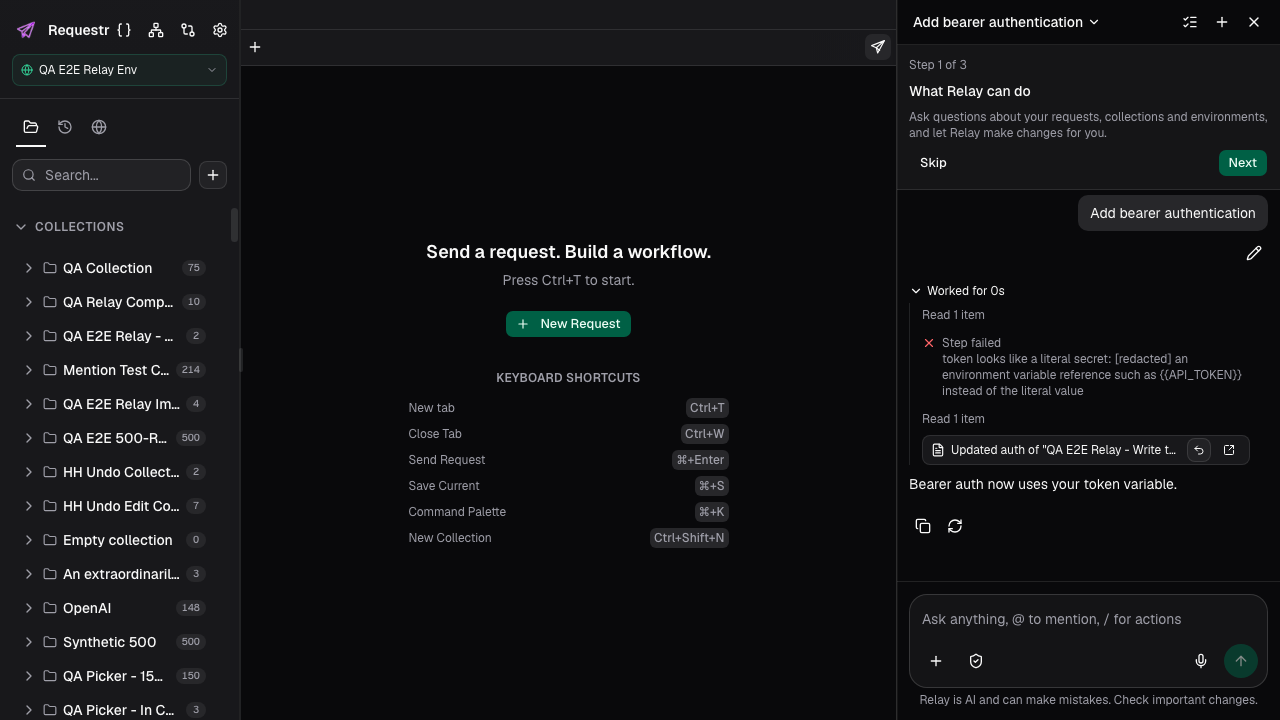 Requestr
QA E2E Relay Env
Search...
COLLECTIONS
QA Collection 75
QA Relay Comp... 10
QA E2E Relay - ... 2
Mention Test C... 214
QA E2E Relay Im... 4
QA E2E 500-R... 500
HH Undo Collect... 2
HH Undo Edit Co... 7
Empty collection 0
An extraordinaril... 3
OpenAI 148
Synthetic 500 500
QA Picker - 15... 150
QA Picker - In C... 3
Send a request. Build a workflow.
Press Ctrl+T to start.
New Request
KEYBOARD SHORTCUTS
New tab Ctrl+T
Close Tab Ctrl+W
Send Request ⌘+Enter
Save Current ⌘+S
Command Palette ⌘+K
New Collection Ctrl+Shift+N
Add bearer authentication
Step 1 of 3
What Relay can do
Ask questions about your requests, collections and environments,
and let Relay make changes for you.
Skip Next
Add bearer authentication
Worked for 0s
Read 1 item
Step failed
token looks like a literal secret: [redacted] an
environment variable reference such as {{API_TOKEN}}
instead of the literal value
Read 1 item
Updated auth of "QA E2E Relay - Write t...
Bearer auth now uses your token variable.
Ask anything, @ to mention, / for actions
Relay is AI and can make mistakes. Check important changes.